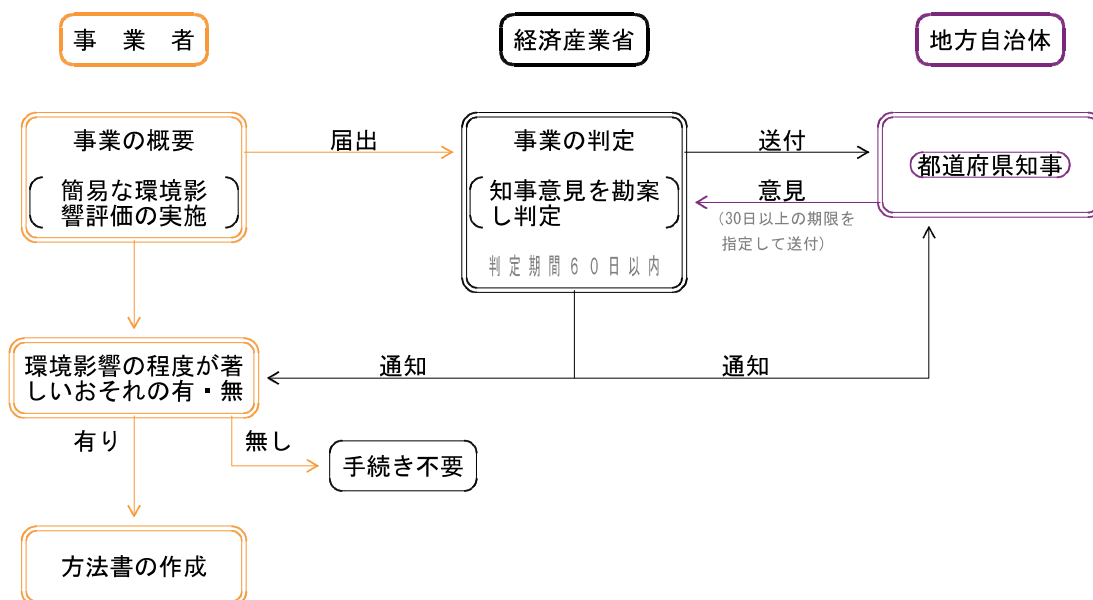 事業者
経済産業省
地方自治体
事業の概要
簡易な環境影
響評価の実施
届出
事業の判定
知事意見を勘案
し判定
判定期間60日以内
送付
意見
(30日以上の期限を
指定して送付)
都道府県知事
環境影響の程度が著
しいおそれの有・無
通知
通知
有り
無し
手続き不要
方法書の作成